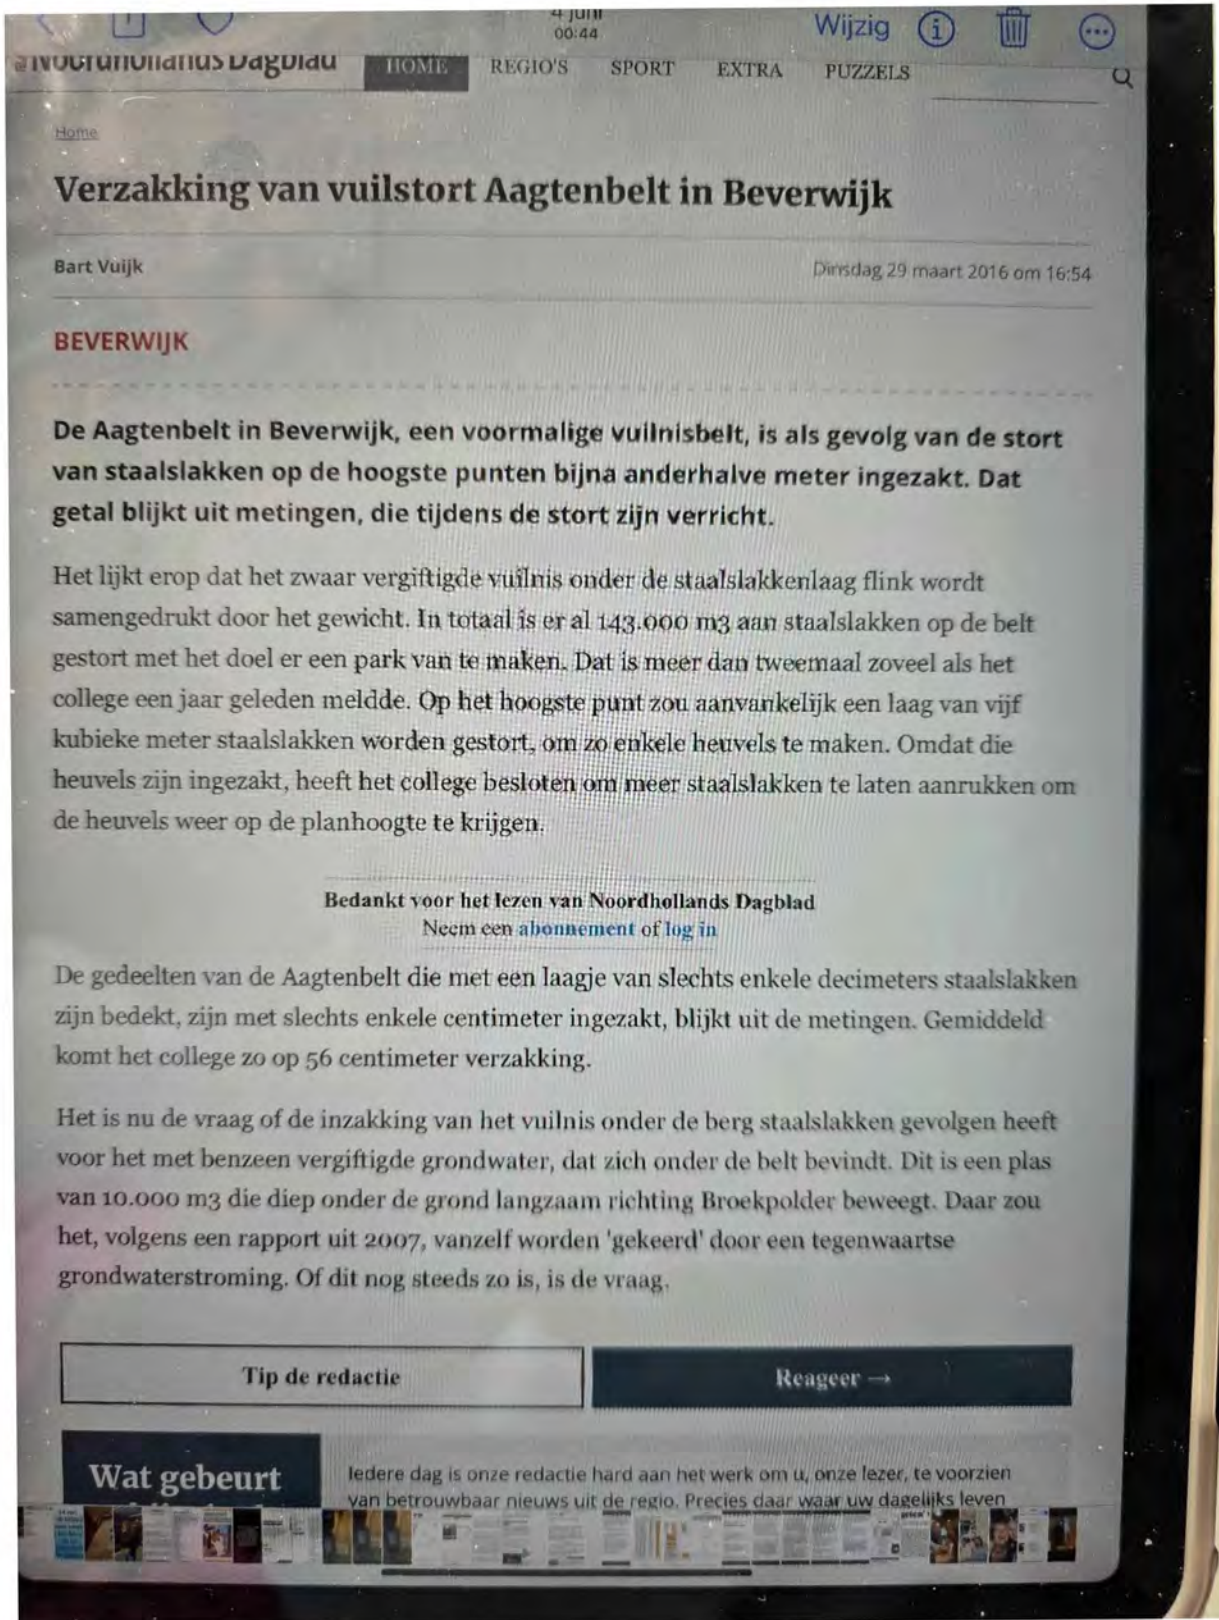 4 juni
00:44
Wijzig
Noordhollands Dagblad
HOME REGIO'S SPORT EXTRA PUZZELS
Home
Verzakking van vuilstort Aagtenbelt in Beverwijk
Bart Vuijk
Dinsdag 29 maart 2016 om 16:54
BEVERWIJK
De Aagtenbelt in Beverwijk, een voormalige vuilnisbelt, is als gevolg van de stort
van staalslakken op de hoogste punten bijna anderhalve meter ingezakt. Dat
getal blijkt uit metingen, die tijdens de stort zijn verricht.
Het lijkt erop dat het zwaar vergiftigde vuilnis onder de staalslakkenlaag flink wordt
samengedrukt door het gewicht. In totaal is er al 143.000 m3 aan staalslakken op de belt
gestort met het doel er een park van te maken. Dat is meer dan tweemaal zoveel als het
college een jaar geleden meldde. Op het hoogste punt zou aanvankelijk een laag van vijf
kubieke meter staalslakken worden gestort, om zo enkele heuvels te maken. Omdat die
heuvels zijn ingezakt, heeft het college besloten om meer staalslakken te laten aanrukken om
de heuvels weer op de planhoogte te krijgen.
Bedankt voor het lezen van Noordhollands Dagblad
Neem een abonnement of log in
De gedeelten van de Aagtenbelt die met een laagje van slechts enkele decimeters staalslakken
zijn bedekt, zijn met slechts enkele centimeter ingezakt, blijkt uit de metingen. Gemiddeld
komt het college zo op 56 centimeter verzakking.
Het is nu de vraag of de inzakking van het vuilnis onder de berg staalslakken gevolgen heeft
voor het met benzeen vergiftigde grondwater, dat zich onder de belt bevindt. Dit is een plas
van 10.000 m3 die diep onder de grond langzaam richting Broekpolder beweegt. Daar zou
het, volgens een rapport uit 2007, vanzelf worden 'gekeerd' door een tegenwaartse
grondwaterstroming. Of dit nog steeds zo is, is de vraag.
Tip de redactie
Reageer →
Wat gebeurt
Iedere dag is onze redactie hard aan het werk om u, onze lezer, te voorzien
van betrouwbaar nieuws uit de regio. Precies daar waar uw dagelijks leven